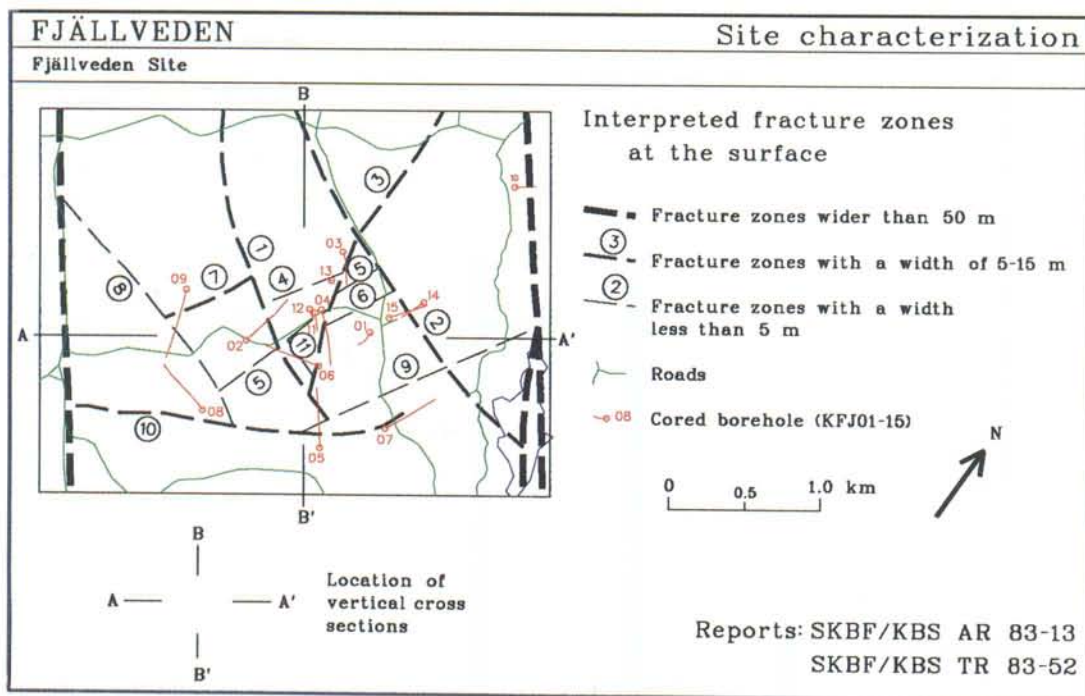 FJÄLLVEDEN
Site characterization
Fjällveden Site
B
3
1
03
5
13
4
7
09
8
6
12
04
11
14
15
01
2
A
A'
02
11
9
5
06
08
10
07
05
B'
Interpreted fracture zones
at the surface
Fracture zones wider than 50 m
3
Fracture zones with a width of 5-15 m
2
Fracture zones with a width
less than 5 m
Roads
08 Cored borehole (KFJ01-15)
N
0 0.5 1.0 km
B
A A'
B'
Location of
vertical cross
sections
Reports: SKBF/KBS AR 83-13
SKBF/KBS TR 83-52